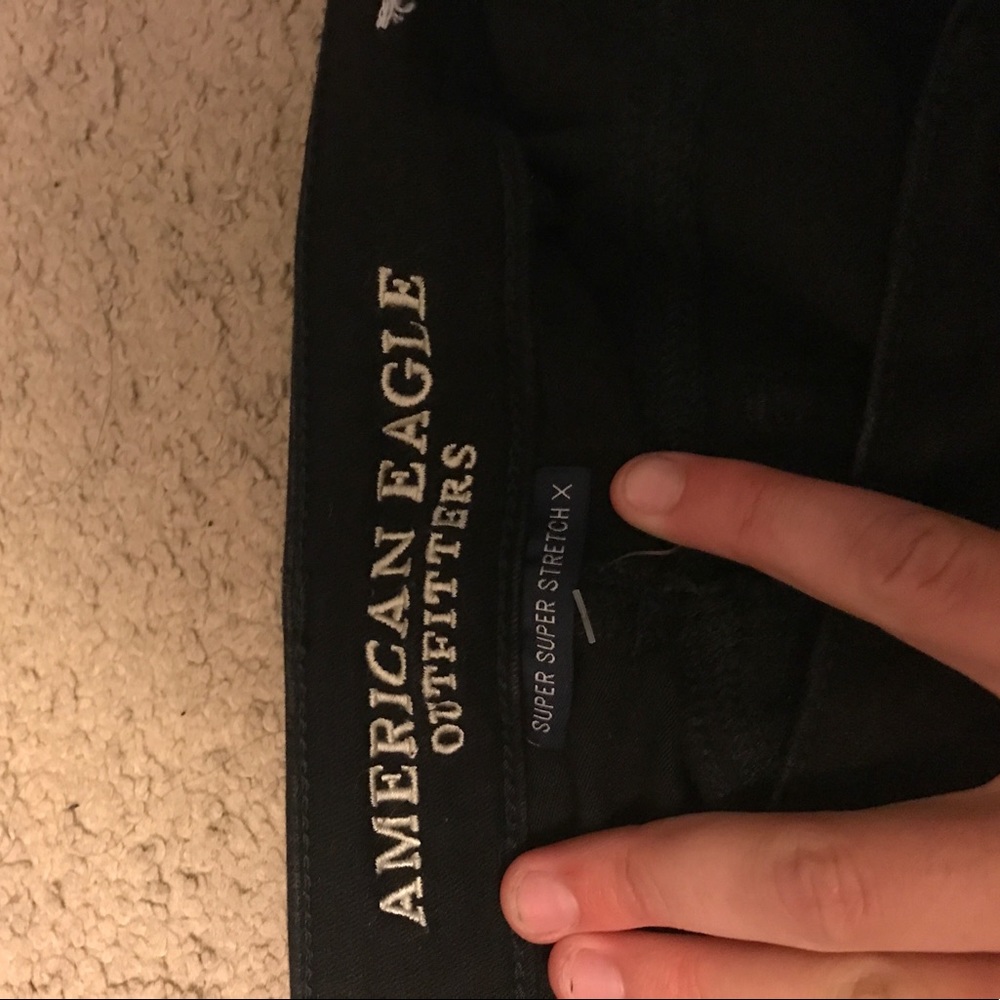 AMERICAN EAGLE
OUTFITTERS
SUPER SUPER STRETCH X